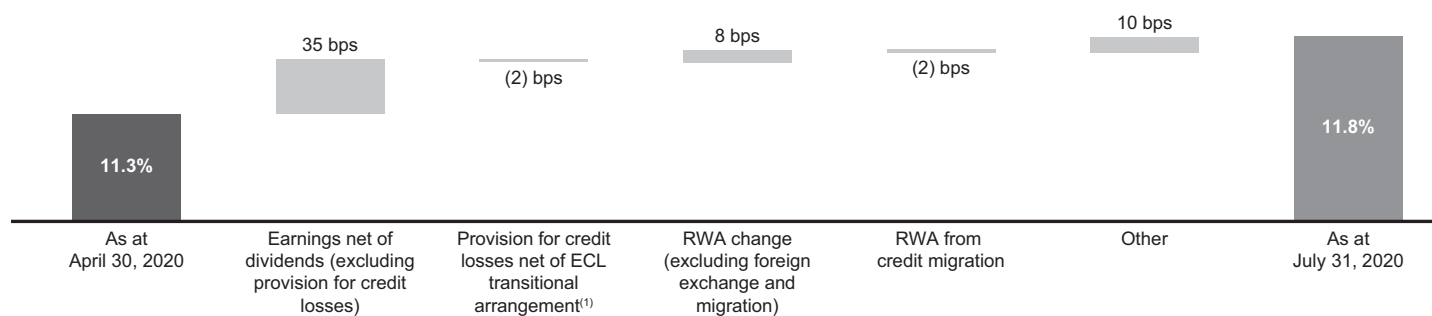 35 bps
(2) bps
8 bps
(2) bps
10 bps
11.3%
11.8%
As at
April 30, 2020
Earnings net of
dividends (excluding
provision for credit
losses)
Provision for credit
losses net of ECL
transitional
arrangement(1)
RWA change
(excluding foreign
exchange and
migration)
RWA from
credit migration
Other
As at
July 31, 2020